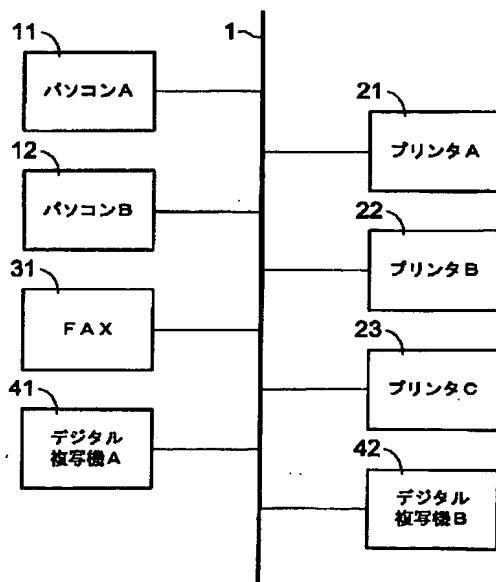 11
1
パソコンA
21
プリンタA
12
パソコンB
22
プリンタB
31
FAX
23
プリンタC
41
デジタル
複写機A
42
デジタル
複写機B